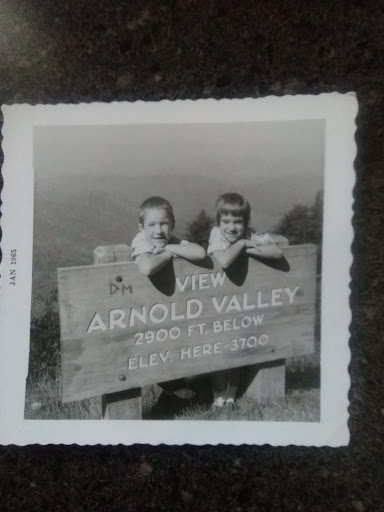 JAN 1965
DM
VIEW
ARNOLD VALLEY
2900 FT. BELOW
ELEV. HERE 3700